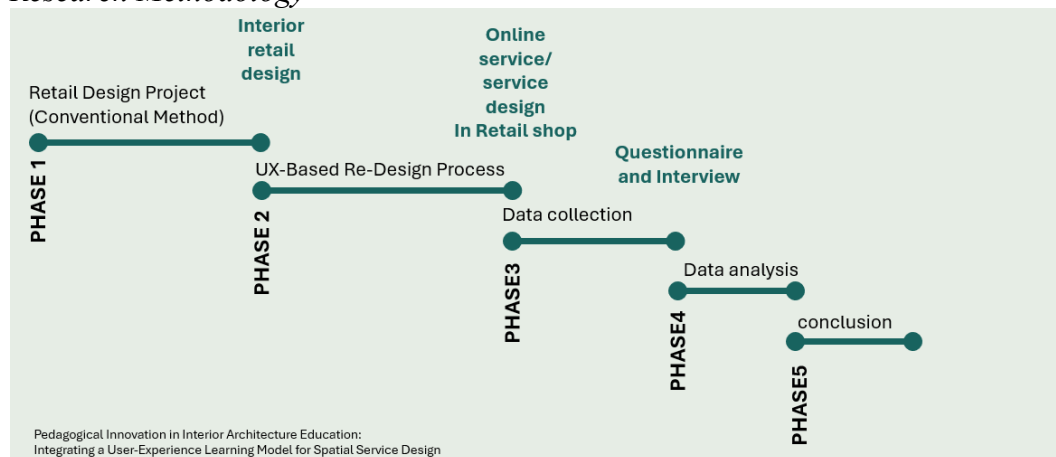 Research Methodology
Interior
retail
design
Online
service/
service
design
In Retail shop
Retail Design Project
(Conventional Method)
Questionnaire
and Interview
UX-Based Re-Design Process
Data collection
Data analysis
conclusion
PHASE 1
PHASE 2
PHASE3
PHASE4
PHASE5
Pedagogical Innovation in Interior Architecture Education:
Integrating a User-Experience Learning Model for Spatial Service Design